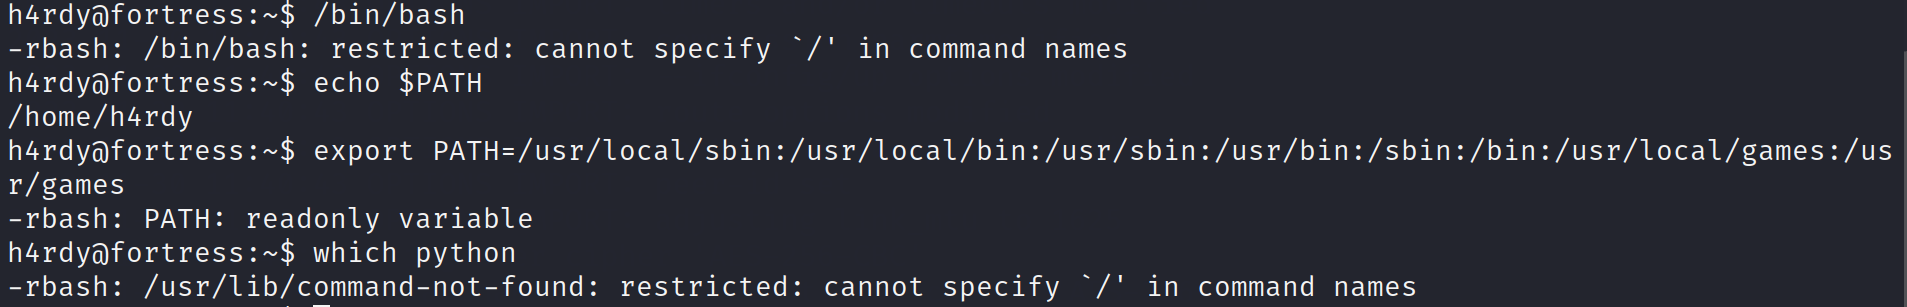 h4rdy@fortress:~$ /bin/bash
-rbash: /bin/bash: restricted: cannot specify `/' in command names
h4rdy@fortress:~$ echo $PATH
/home/h4rdy
h4rdy@fortress:~$ export PATH=/usr/local/sbin:/usr/local/bin:/usr/sbin:/usr/bin:/sbin:/bin:/usr/local/games:/us
r/games
-rbash: PATH: readonly variable
h4rdy@fortress:~$ which python
-rbash: /usr/lib/command-not-found: restricted: cannot specify `/' in command names